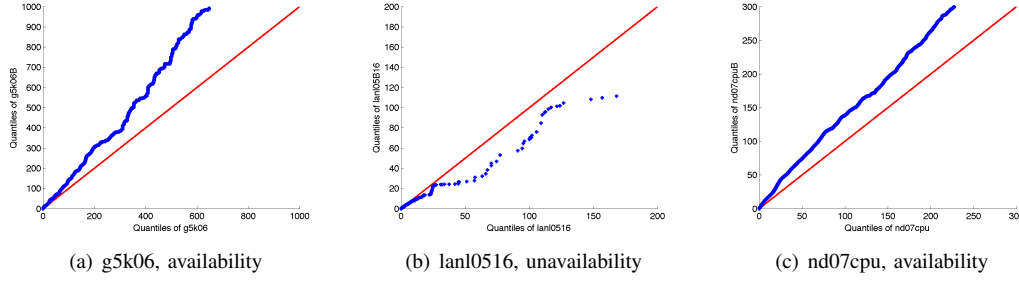 1000
900
800
700
600
500
400
300
200
100
0
Quantiles of g5k06B
0 200 400 600 800 1000
Quantiles of g5k06
(a) g5k06, availability
200
180
160
140
120
100
80
60
40
20
0
Quantiles of lanl05B16
0 50 100 150 200
Quantiles of lanl0516
(b) lanl0516, unavailability
300
250
200
150
100
50
0
Quantiles of nd07cpuB
0 50 100 150 200 250 300
Quantiles of nd07cpu
(c) nd07cpu, availability